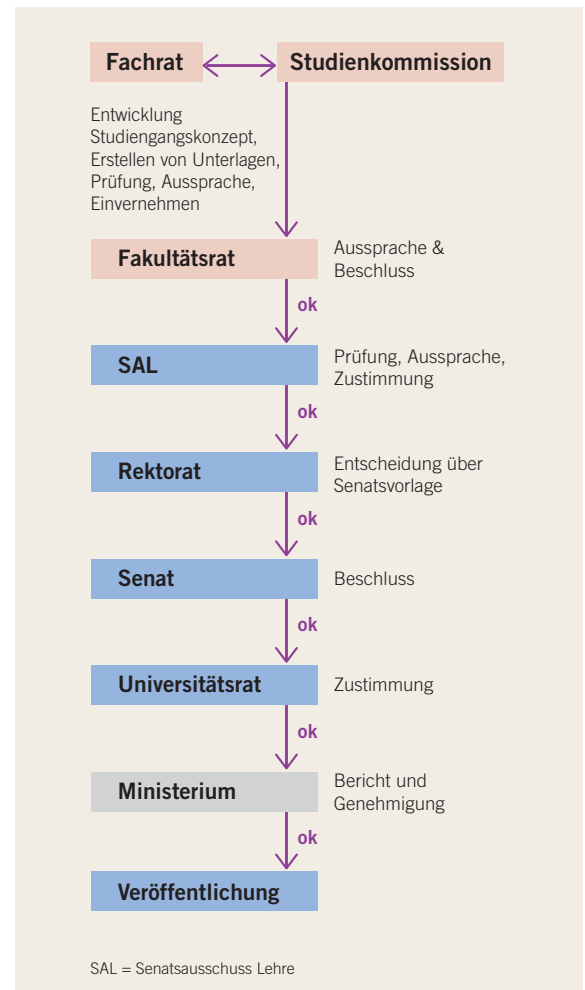 Fachrat
Studienkommission
Entwicklung
Studiengangskonzept,
Erstellen von Unterlagen,
Prüfung, Aussprache,
Einvernehmen
Fakultätsrat
Aussprache &
Beschluss
ok
SAL
Prüfung, Aussprache,
Zustimmung
ok
Rektorat
Entscheidung über
Senatsvorlage
ok
Senat
Beschluss
ok
Universitätsrat
Zustimmung
ok
Ministerium
Bericht und
Genehmigung
ok
Veröffentlichung
SAL = Senatsausschuss Lehre